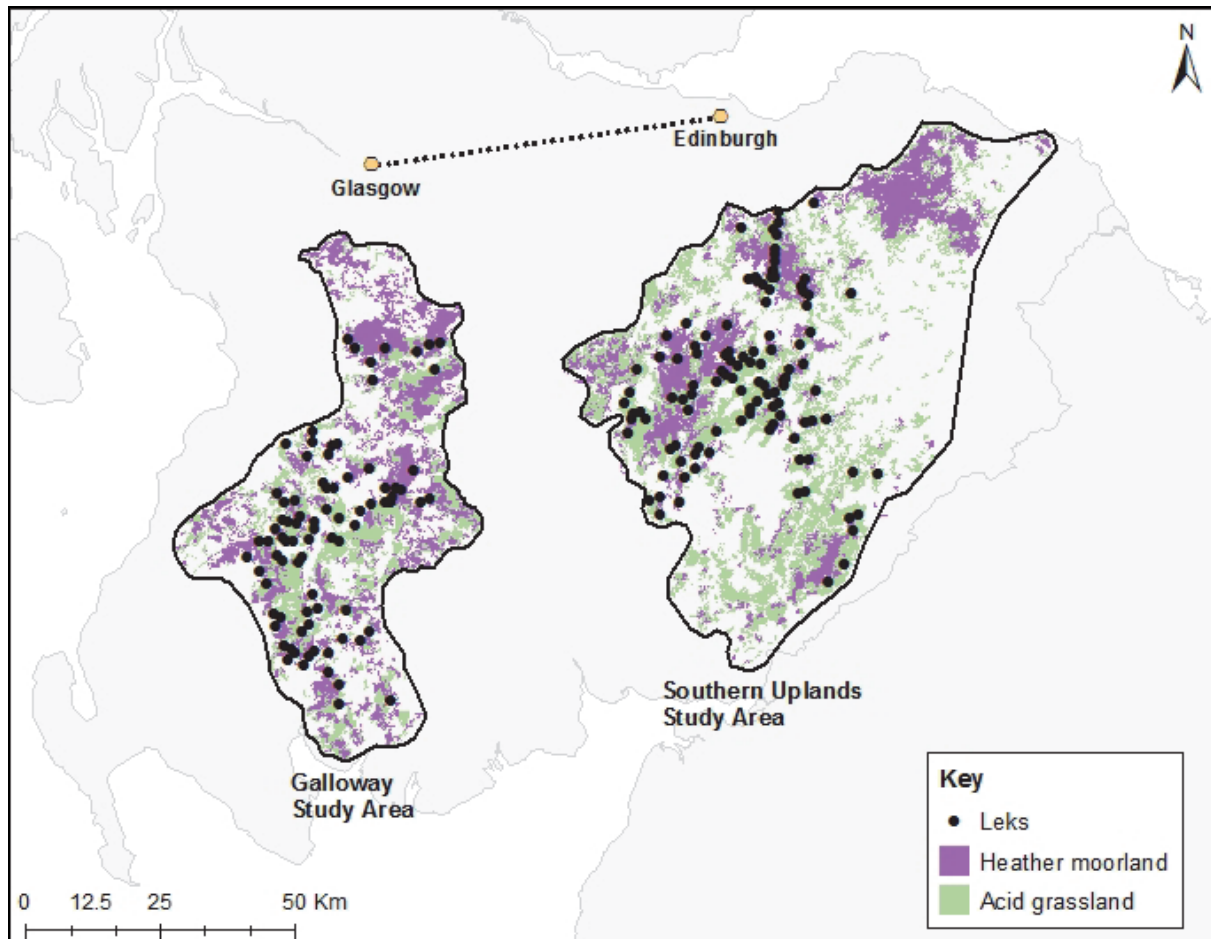 N
Edinburgh
Glasgow
Southern Uplands
Study Area
Galloway
Study Area
Key
Leks
Heather moorland
Acid grassland
0 12.5 25 50 Km